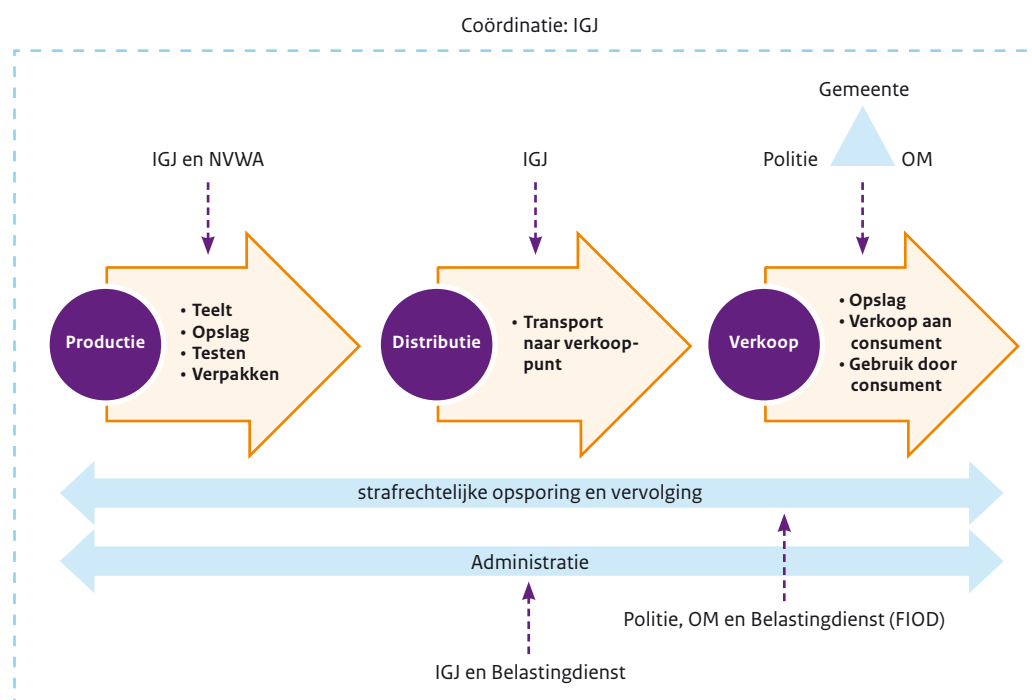 Coördinatie: IGJ
Gemeente
IGJ en NVWA
IGJ
Politie
OM
Productie
• Teelt
• Opslag
• Testen
• Verpakken
Distributie
• Transport
naar verkoop-
punt
Verkoop
• Opslag
• Verkoop aan
consument
• Gebruik door
consument
strafrechtelijke opsporing en vervolging
Administratie
Politie, OM en Belastingdienst (FIOD)
IGJ en Belastingdienst